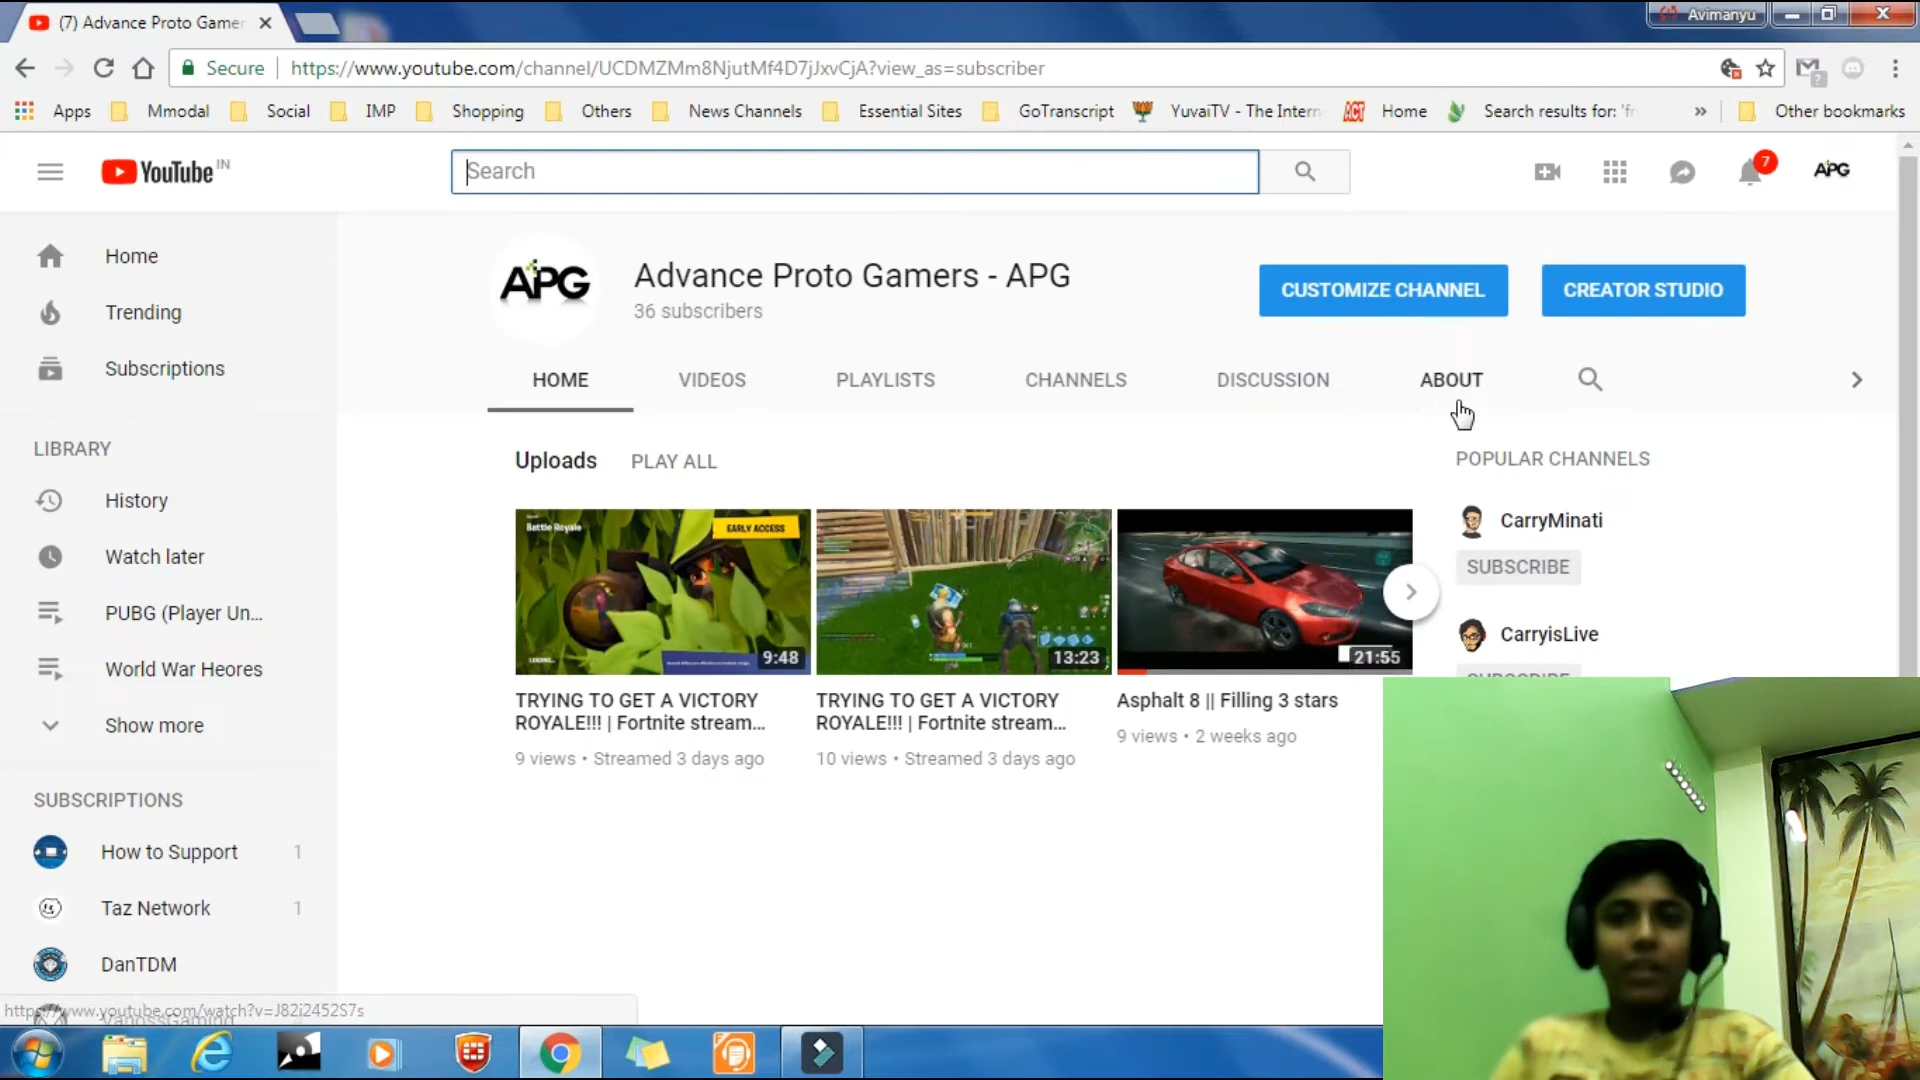 (7) Advance Proto Gamer
Avimanyu
Secure
https://www.youtube.com/channel/UCDMZMm8NjutMf4D7jJxvCjA?view_as=subscriber
Apps Mmodal Social IMP Shopping Others News Channels Essential Sites GoTranscript YuvaiTV - The Intern ACT Home Search results for: 'fr » Other bookmarks
YouTube IN
Search
7
APG
Home
Trending
Subscriptions
LIBRARY
History
Watch later
PUBG (Player Un...
World War Heores
Show more
SUBSCRIPTIONS
How to Support 1
Taz Network 1
DanTDM
VanossGaming
https://www.youtube.com/watch?v=J82i2452S7s
APG
Advance Proto Gamers - APG
36 subscribers
CUSTOMIZE CHANNEL
CREATOR STUDIO
HOME VIDEOS PLAYLISTS CHANNELS DISCUSSION ABOUT
Uploads PLAY ALL
Battle Royale
EARLY ACCESS
LOADING...
9:48
TRYING TO GET A VICTORY
ROYALE!!! | Fortnite stream...
9 views • Streamed 3 days ago
13:23
TRYING TO GET A VICTORY
ROYALE!!! | Fortnite stream...
10 views • Streamed 3 days ago
21:55
Asphalt 8 || Filling 3 stars
9 views • 2 weeks ago
POPULAR CHANNELS
CarryMinati
SUBSCRIBE
CarryisLive
SUBSCRIBE